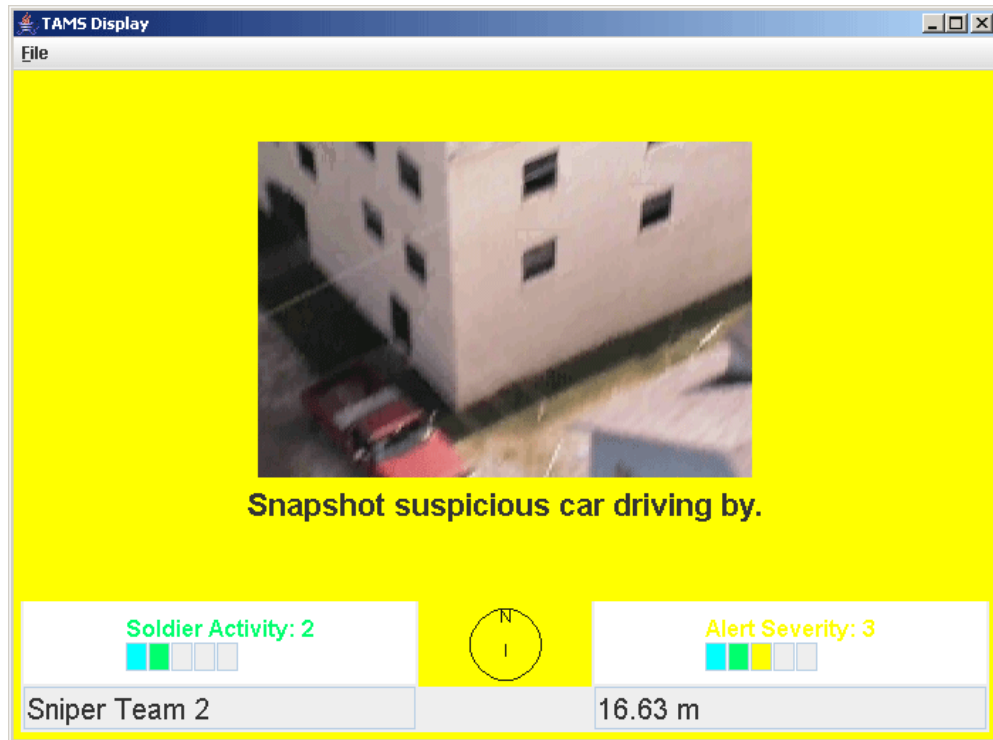 TAMS Display
File
Snapshot suspicious car driving by.
Soldier Activity: 2
N
Alert Severity: 3
Sniper Team 2
16.63 m